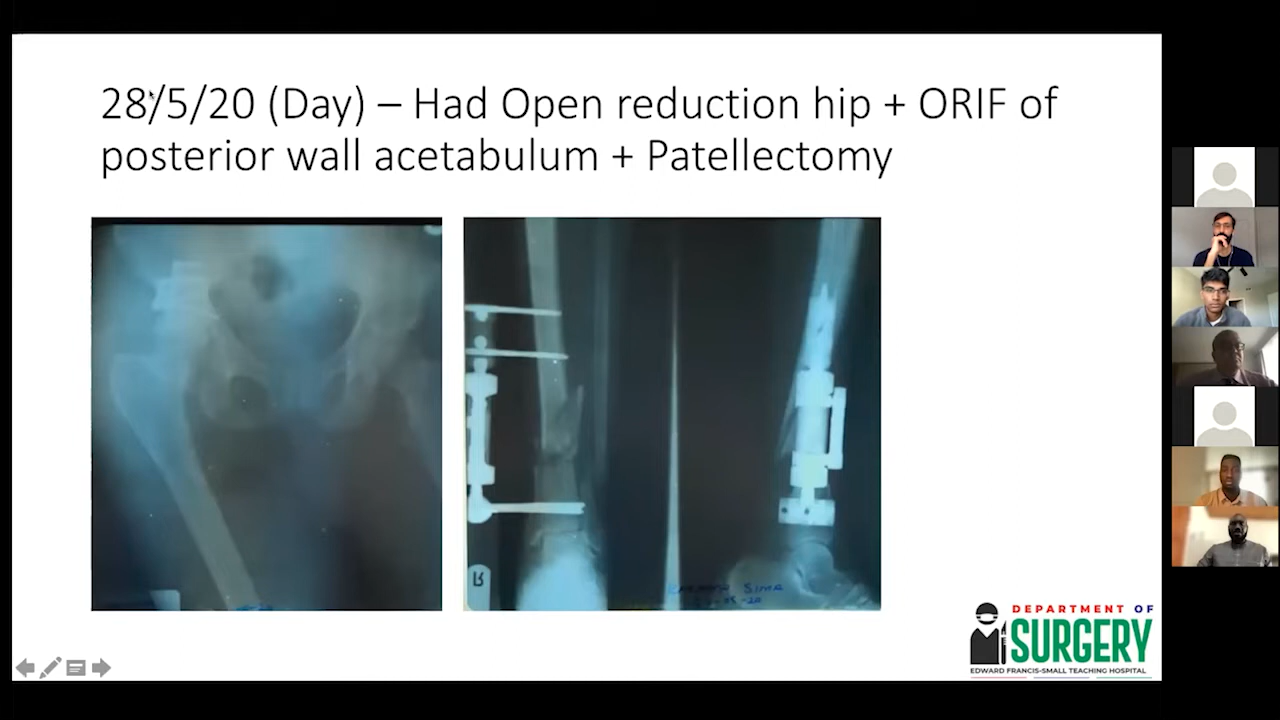 28/5/20 (Day) – Had Open reduction hip + ORIF of
posterior wall acetabulum + Patellectomy
R
DEPARTMENT OF
SURGERY
EDWARD FRANCIS-SMALL TEACHING HOSPITAL